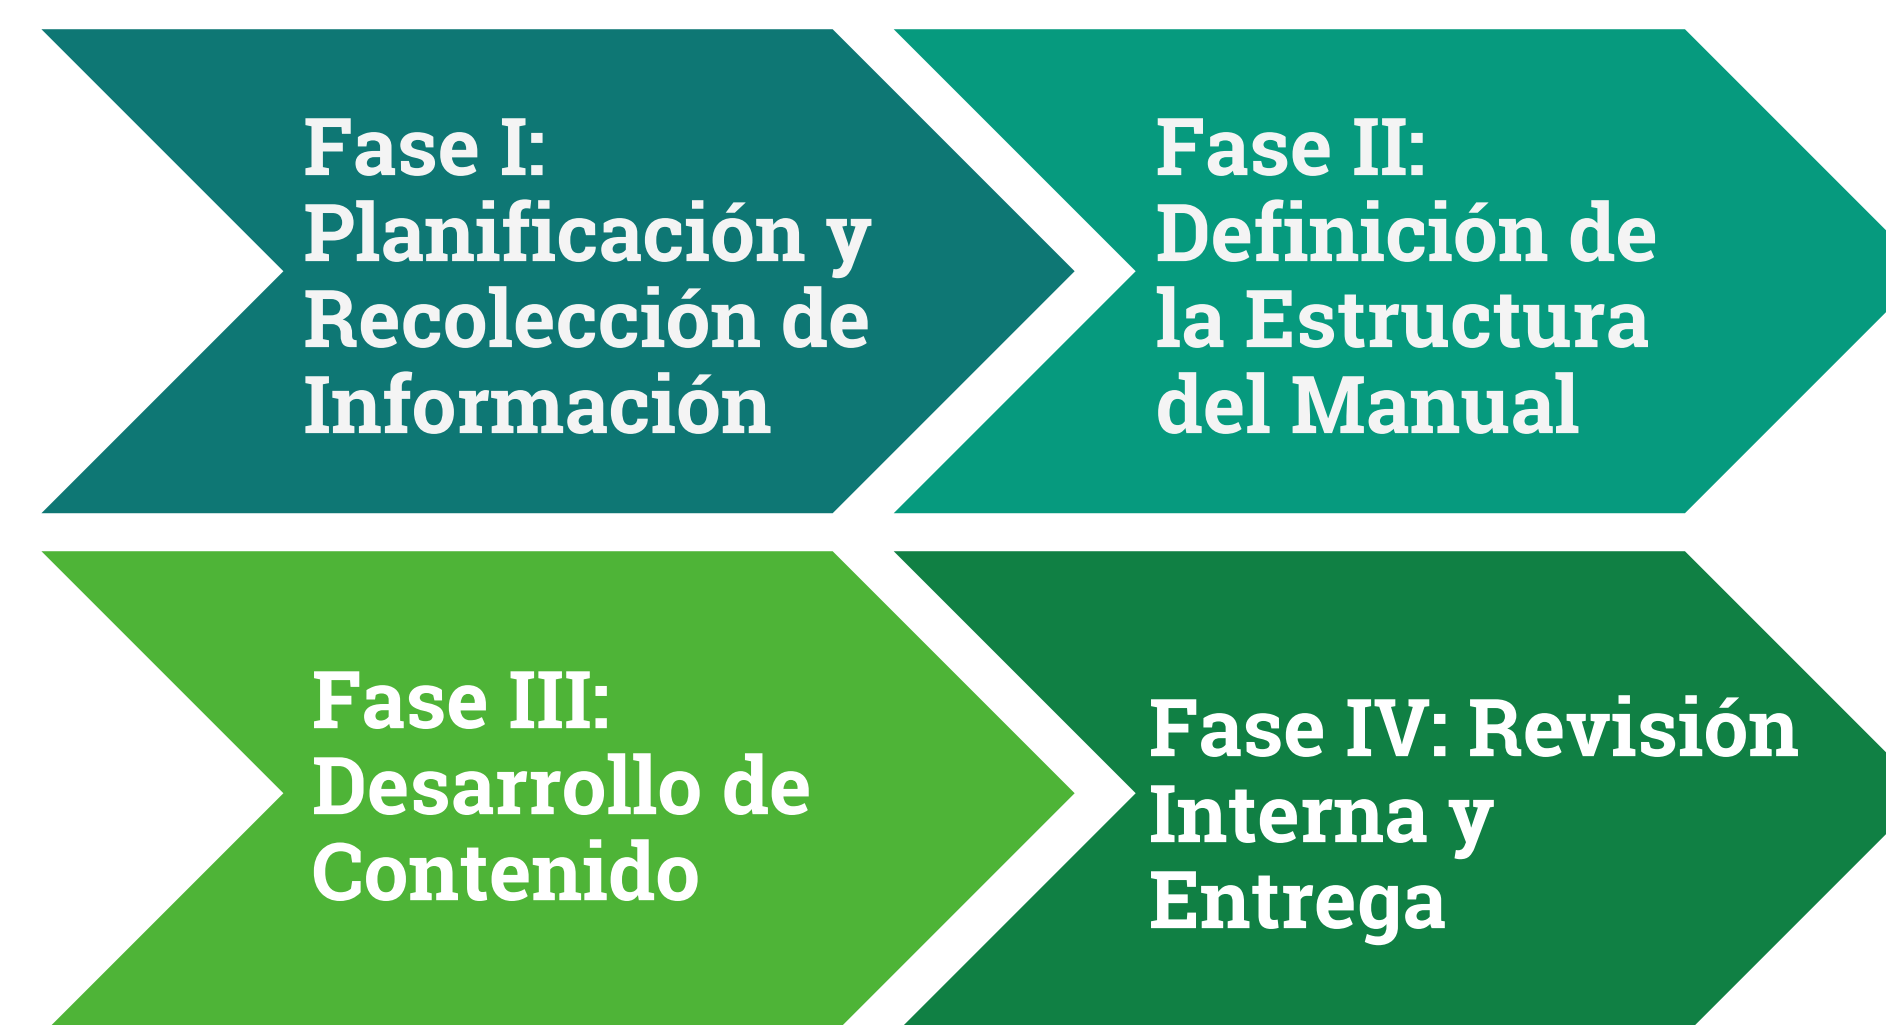 Fase I:
Planificación y
Recolección de
Información
Fase II:
Definición de
la Estructura
del Manual
Fase III:
Desarrollo de
Contenido
Fase IV: Revisión
Interna y
Entrega